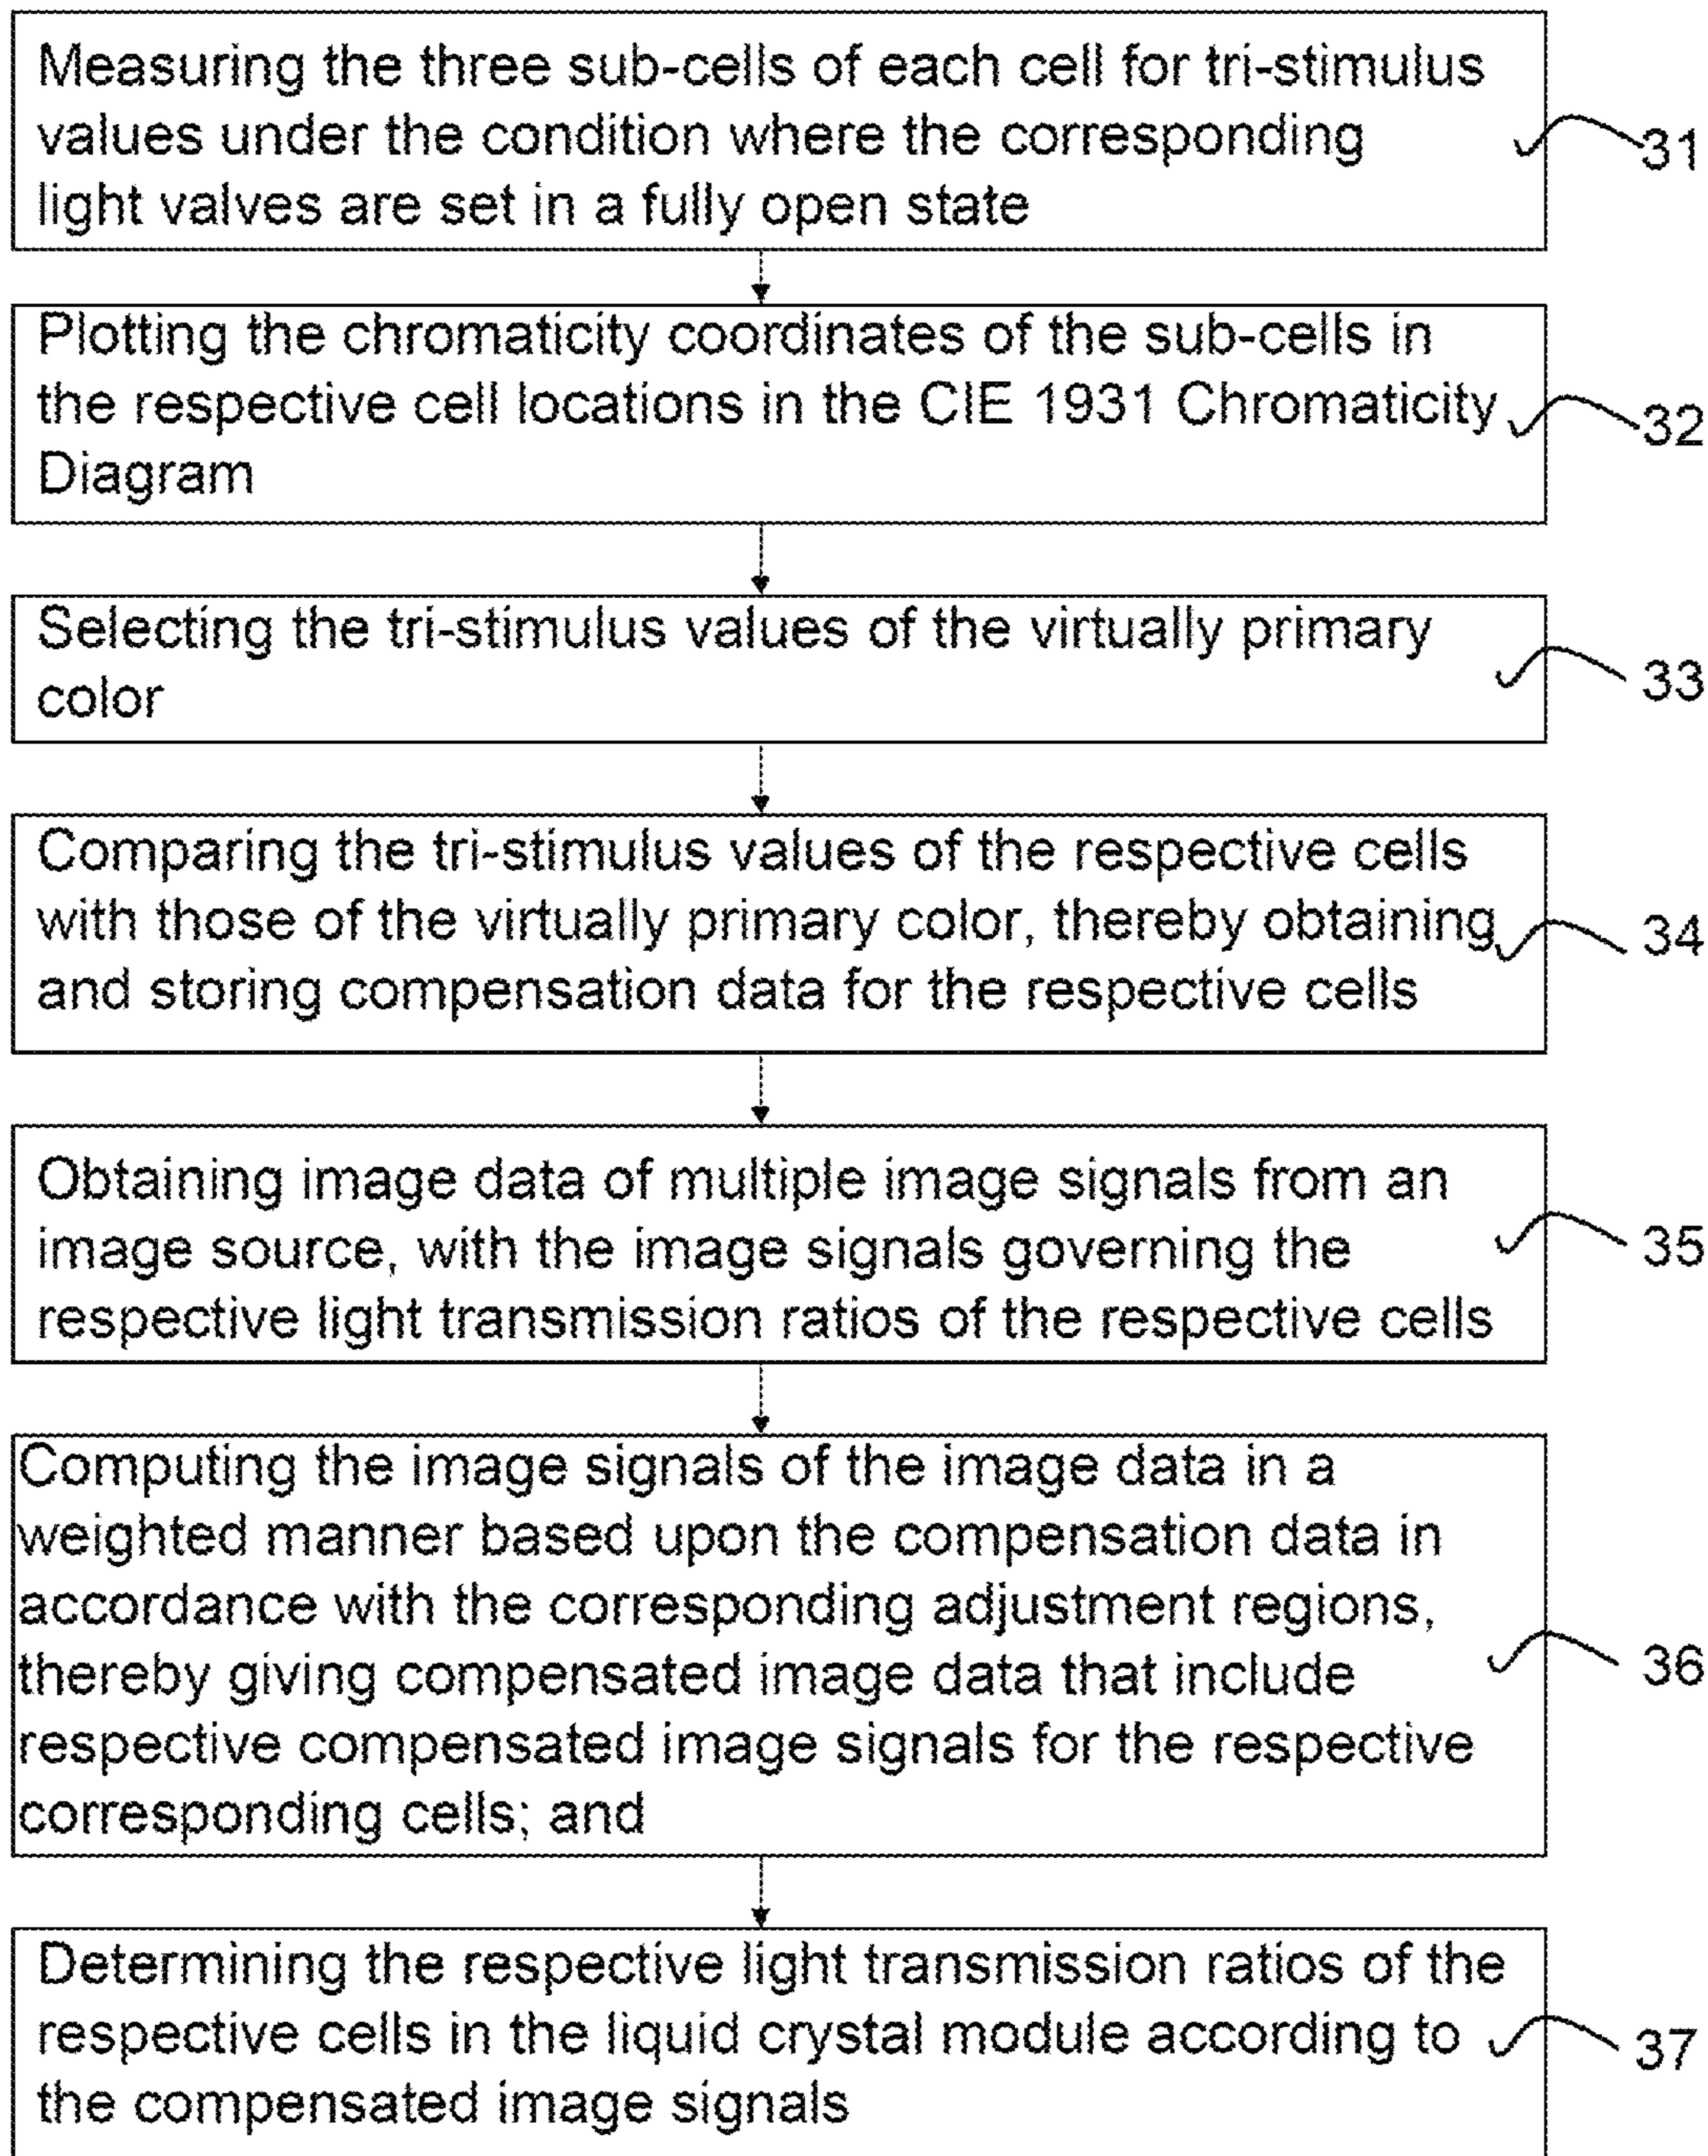 Measuring the three sub-cells of each cell for tri-stimulus
values under the condition where the corresponding
light valves are set in a fully open state
31
Plotting the chromaticity coordinates of the sub-cells in
the respective cell locations in the CIE 1931 Chromaticity
Diagram
32
Selecting the tri-stimulus values of the virtually primary
color
33
Comparing the tri-stimulus values of the respective cells
with those of the virtually primary color, thereby obtaining
and storing compensation data for the respective cells
34
Obtaining image data of multiple image signals from an
image source, with the image signals governing the
respective light transmission ratios of the respective cells
35
Computing the image signals of the image data in a
weighted manner based upon the compensation data in
accordance with the corresponding adjustment regions,
thereby giving compensated image data that include
respective compensated image signals for the respective
corresponding cells; and
36
Determining the respective light transmission ratios of the
respective cells in the liquid crystal module according to
the compensated image signals
37